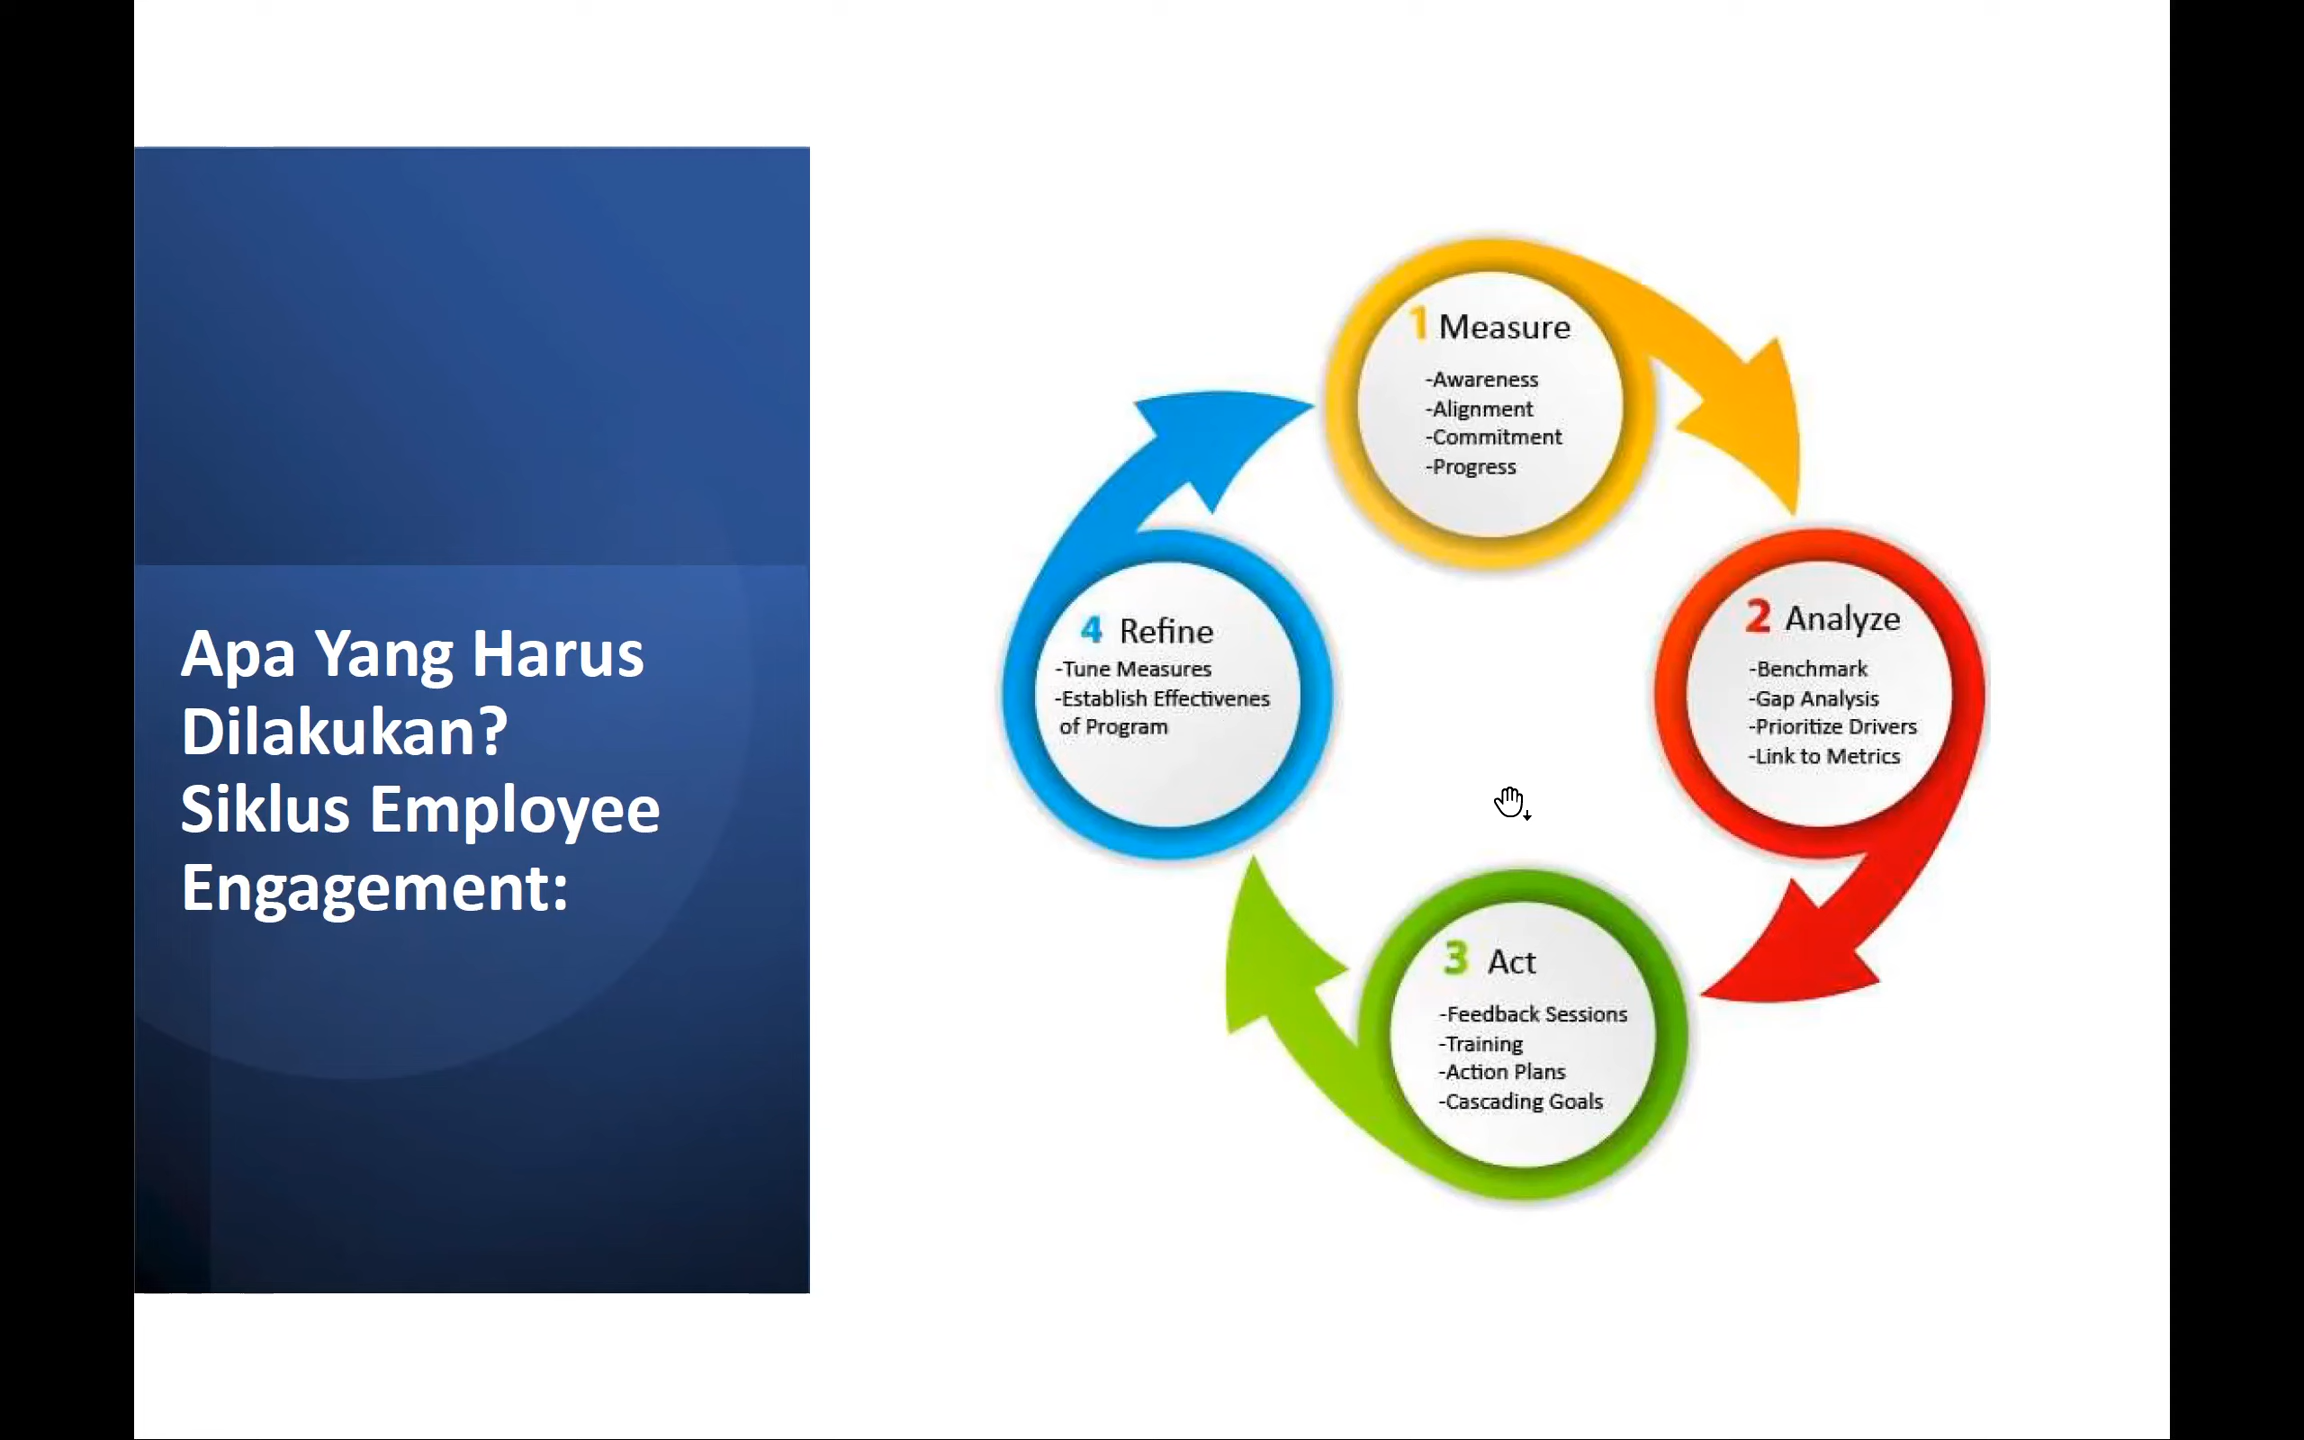 Apa Yang Harus
Dilakukan?
Siklus Employee
Engagement:
1 Measure
-Awareness
-Alignment
-Commitment
-Progress
2 Analyze
-Benchmark
-Gap Analysis
-Prioritize Drivers
-Link to Metrics
3 Act
-Feedback Sessions
-Training
-Action Plans
-Cascading Goals
4 Refine
-Tune Measures
-Establish Effectivenes
of Program